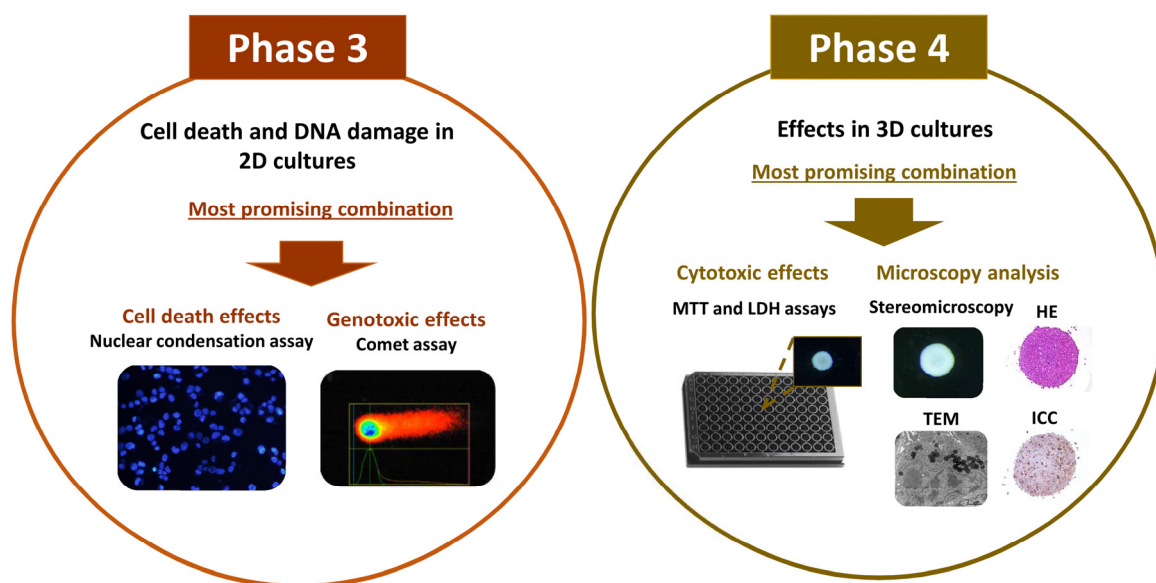 Phase 3
Cell death and DNA damage in
2D cultures
Most promising combination
Cell death effects
Nuclear condensation assay
Genotoxic effects
Comet assay
Phase 4
Effects in 3D cultures
Most promising combination
Cytotoxic effects
MTT and LDH assays
Microscopy analysis
Stereomicroscopy
HE
TEM
ICC